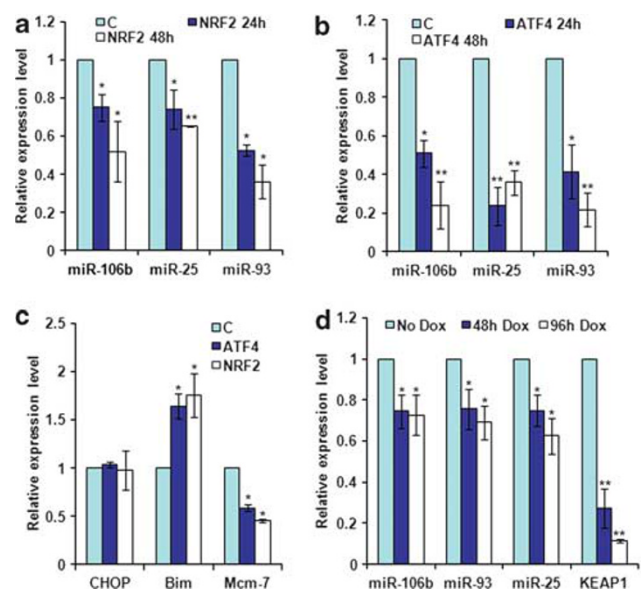 a
C NRF2 24h
NRF2 48h
Relative expression level
1.2
1
0.8
0.6
0.4
0.2
0
* * * ** * *
miR-106b miR-25 miR-93
b
C ATF4 24h
ATF4 48h
Relative expression level
1.2
1
0.8
0.6
0.4
0.2
0
* ** ** ** * **
miR-106b miR-25 miR-93
c
C
ATF4
NRF2
Relative expression level
2.5
2
1.5
1
0.5
0
* * * *
CHOP Bim Mcm-7
d
No Dox 48h Dox 96h Dox
Relative expression level
1.2
1
0.8
0.6
0.4
0.2
0
* * * * * * ** **
miR-106b miR-93 miR-25 KEAP1